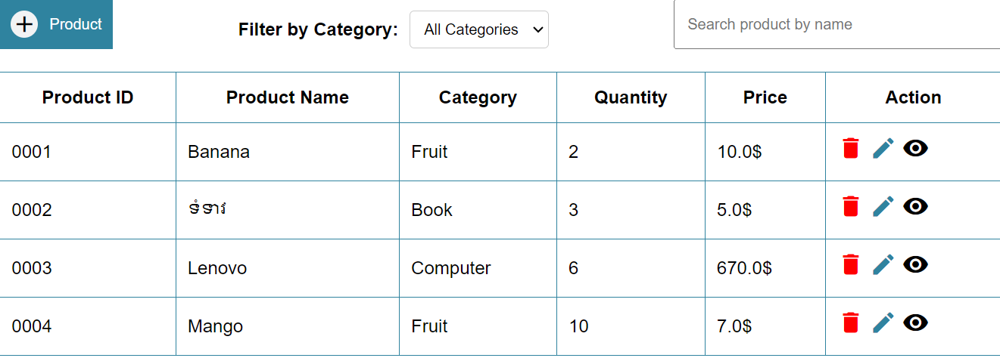 Product
Filter by Category: All Categories
Search product by name
Product ID Product Name Category Quantity Price Action
0001 Banana Fruit 2 10.0$
0002 ទំទាវ Book 3 5.0$
0003 Lenovo Computer 6 670.0$
0004 Mango Fruit 10 7.0$